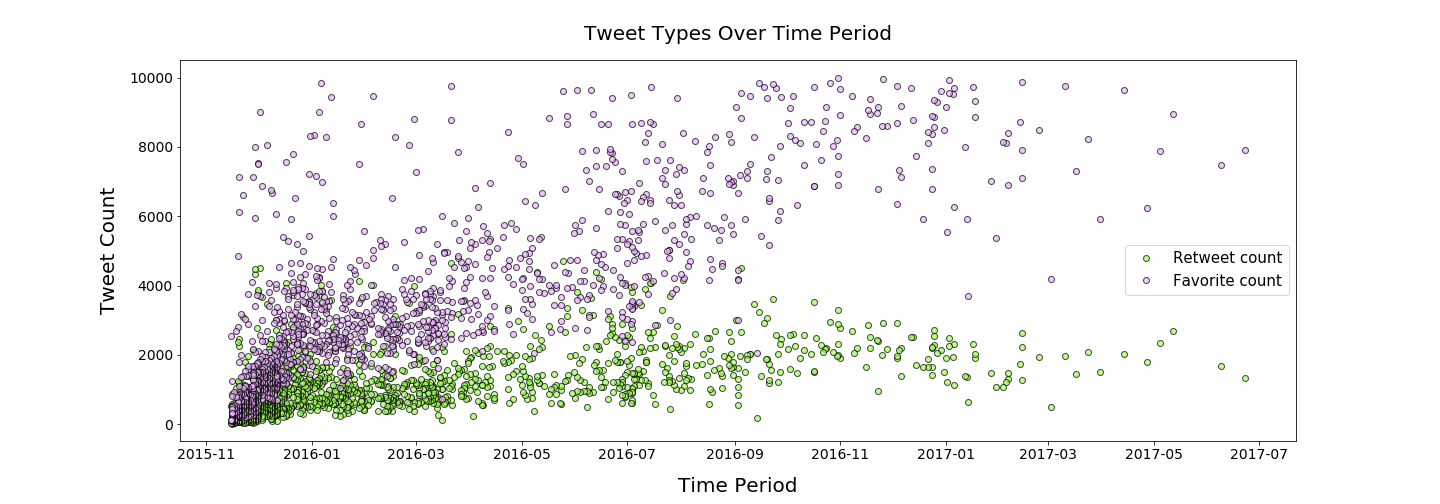 Tweet Types Over Time Period
Tweet Count
10000
8000
6000
4000
2000
0
Retweet count
Favorite count
2015-11 2016-01 2016-03 2016-05 2016-07 2016-09 2016-11 2017-01 2017-03 2017-05 2017-07
Time Period